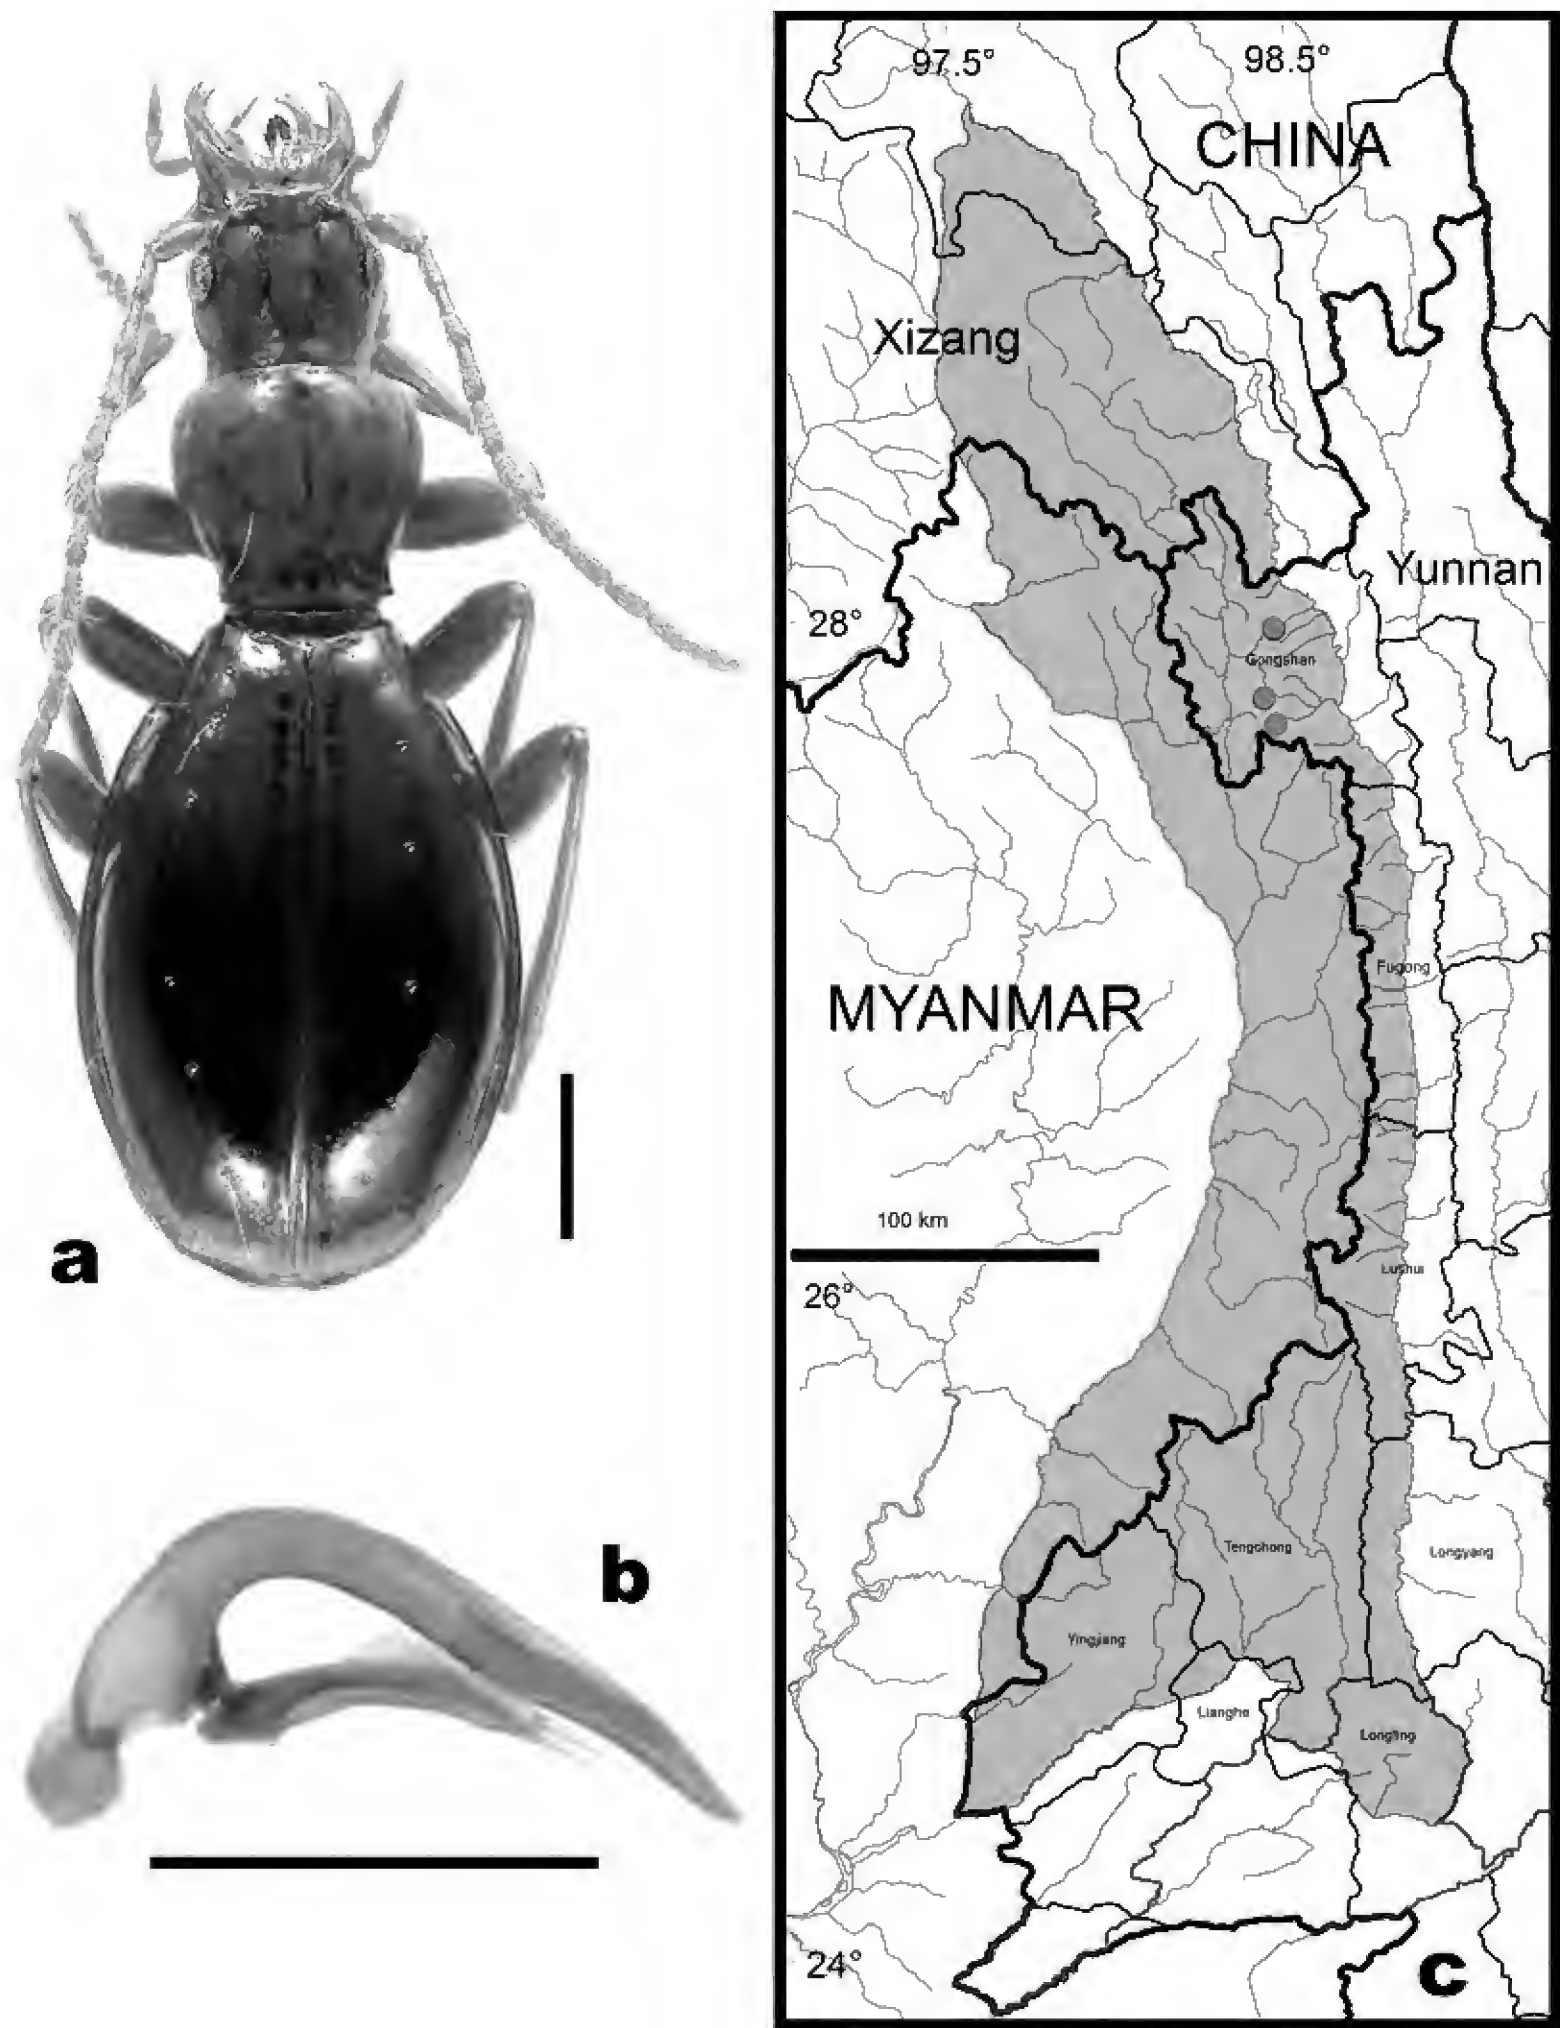 97.5°
98.5°
CHINA
Xizang
Yunnan
28°
Gongshan
Fugong
MYANMAR
100 km
Lushui
26°
a
b
Tengchong
Longyang
Yingjiang
Lianghe
Longling
24°
c